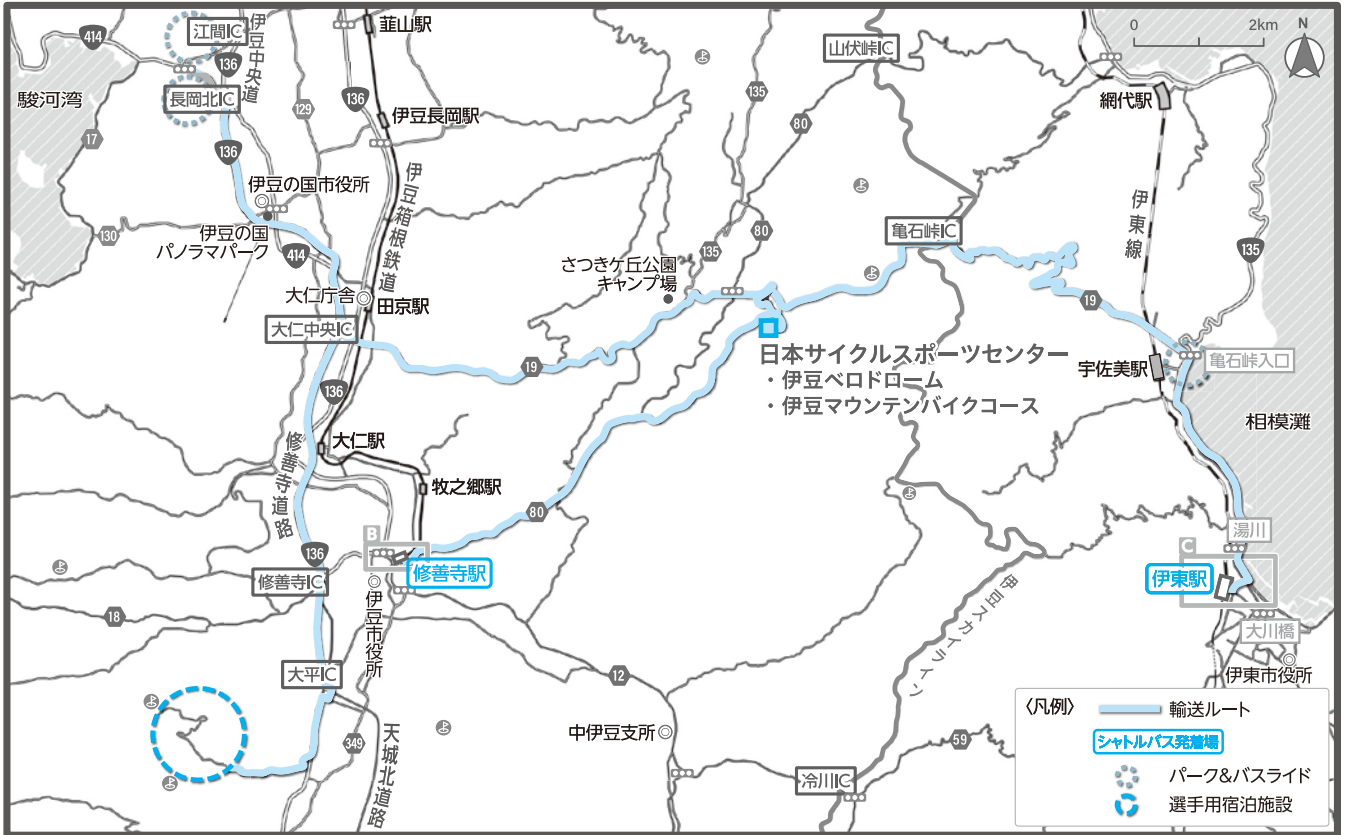 江間IC
414
136
伊豆中央道
韮山駅
山伏峠IC
0 2km
N
駿河湾
長岡北IC
136
129
136
伊豆長岡駅
135
80
網代駅
17
136
伊豆箱根鉄道
伊豆の国市役所
伊東線
130
伊豆の国
パノラマパーク
414
80
135
亀石峠IC
135
さつきケ丘公園
キャンプ場
大仁庁舎
田京駅
19
大仁中央IC
日本サイクルスポーツセンター
・伊豆ベロドローム
・伊豆マウンテンバイクコース
宇佐美駅
亀石峠入口
19
136
相模灘
大仁駅
修善寺道路
牧之郷駅
80
B
136
修善寺駅
修善寺IC
湯川
C
伊東駅
伊豆市役所
伊豆スカイライン
18
大川橋
大平IC
12
伊東市役所
349
天城北道路
中伊豆支所
59
冷川IC
〈凡例〉
輸送ルート
シャトルバス発着場
パーク&バスライド
選手用宿泊施設